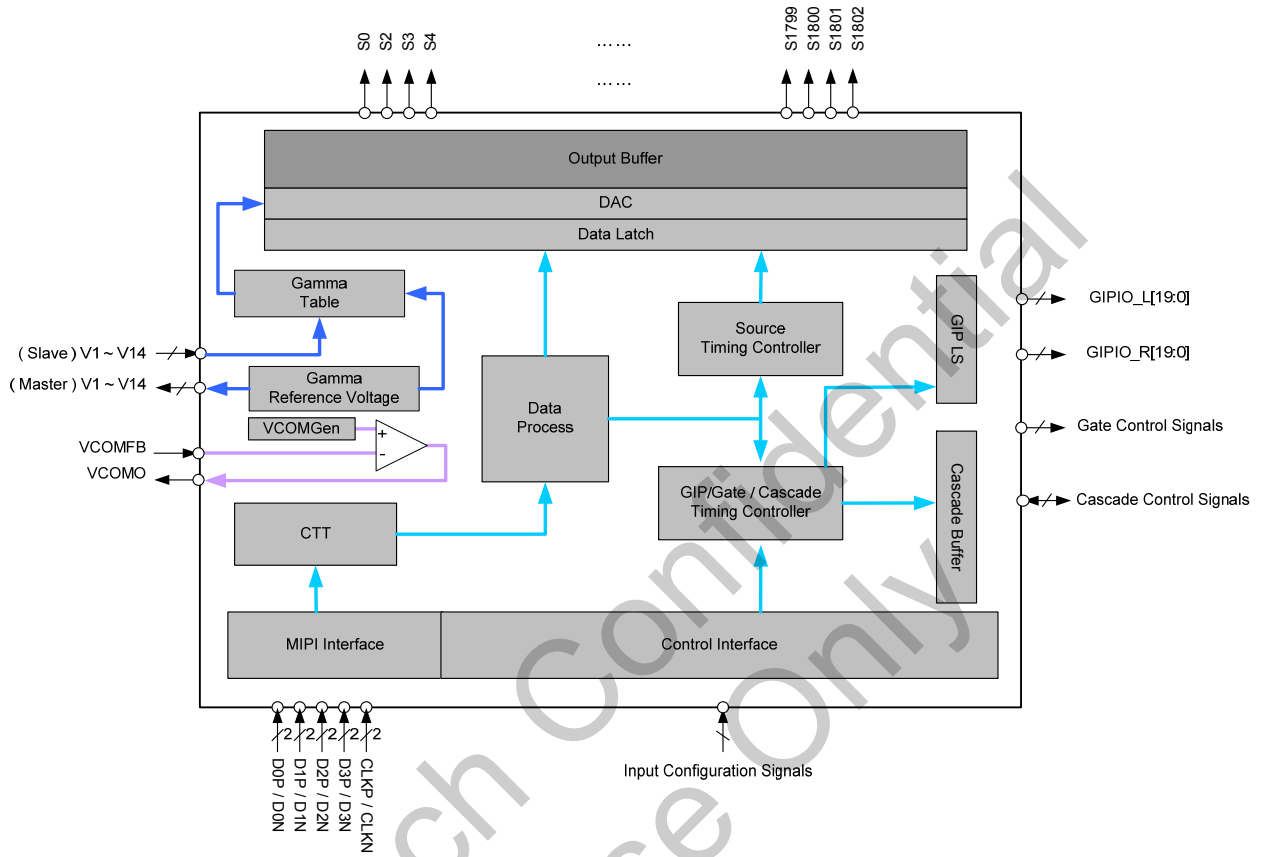 S0
S2
S3
S4
……
……
S1799
S1800
S1801
S1802
Output Buffer
DAC
Data Latch
Gamma
Table
Source
Timing Controller
GIP LS
GIPIO_L[19:0]
( Slave ) V1 ~ V14
GIPIO_R[19:0]
( Master ) V1 ~ V14
Gamma
Reference Voltage
Data
Process
VCOMGen
+
-
VCOMFB
VCOMO
Gate Control Signals
GIP/Gate / Cascade
Timing Controller
Cascade Buffer
Cascade Control Signals
CTT
MIPI Interface
Control Interface
2
2
2
2
2
D0P / D0N
D1P / D1N
D2P / D2N
D3P / D3N
CLKP / CLKN
Input Configuration Signals
ch Confidential
se Only